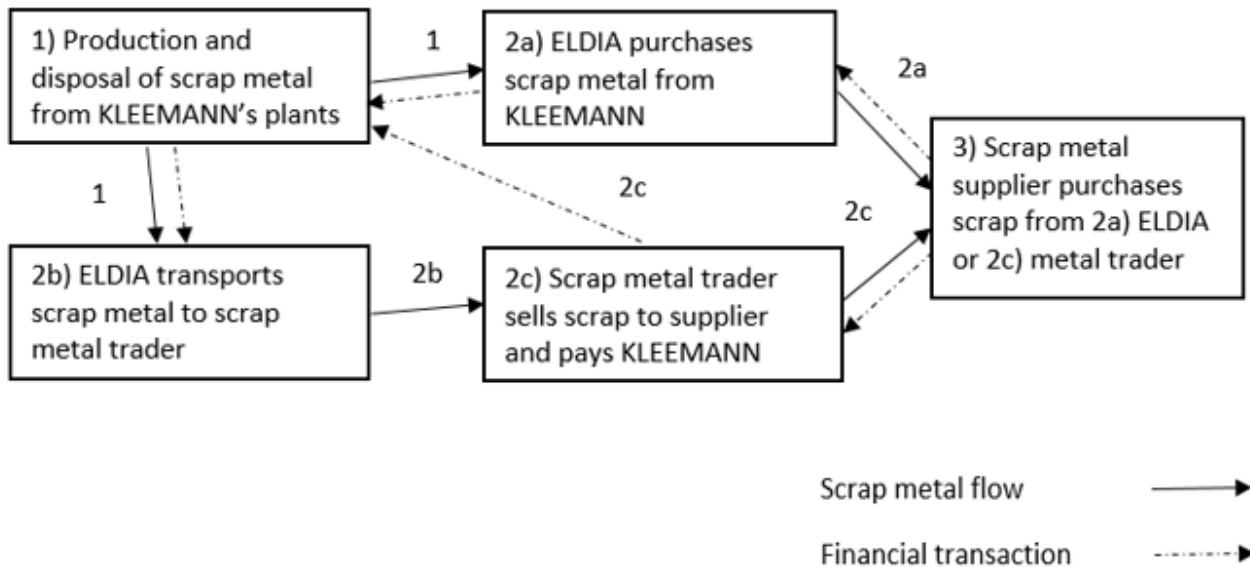 1) Production and
disposal of scrap metal
from KLEEMANN's plants
1
2a) ELDIA purchases
scrap metal from
KLEEMANN
2a
3) Scrap metal
supplier purchases
scrap from 2a) ELDIA
or 2c) metal trader
1
2c
2c
2b) ELDIA transports
scrap metal to scrap
metal trader
2b
2c) Scrap metal trader
sells scrap to supplier
and pays KLEEMANN
Scrap metal flow
Financial transaction